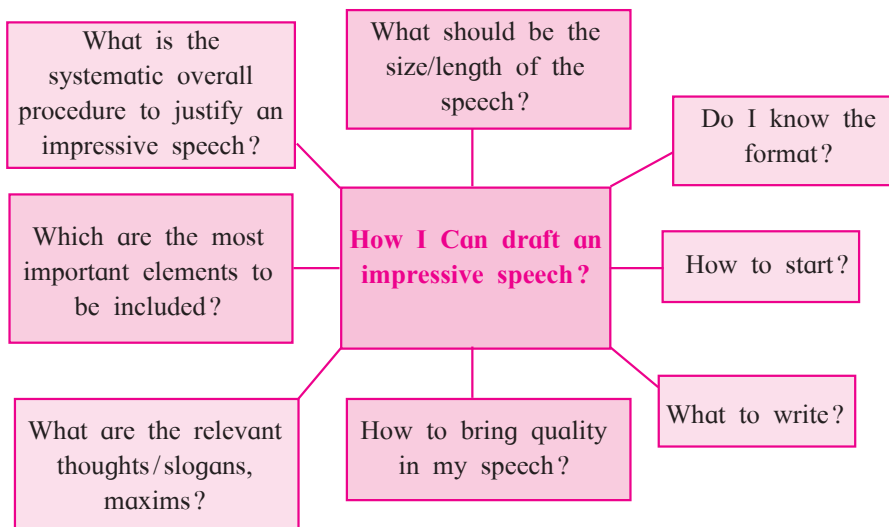 What is the
systematic overall
procedure to justify an
impressive speech?
What should be the
size/length of the
speech?
Do I know the
format?
Which are the most
important elements to
be included?
How I Can draft an
impressive speech?
How to start?
What are the relevant
thoughts/slogans,
maxims?
How to bring quality
in my speech?
What to write?